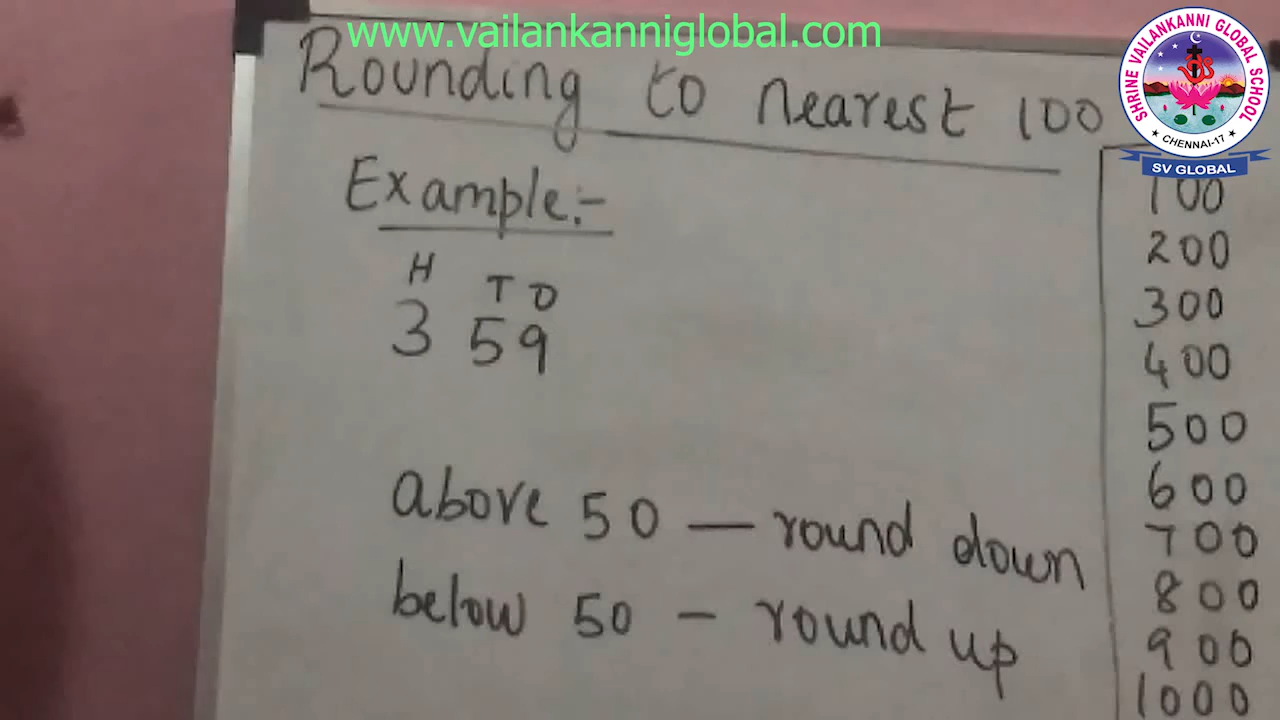 www.vailankanniglobal.com
Rounding to nearest 100
Example:-
H T O
3 5 9
above 50 — round down
below 50 - round up
100
200
300
400
500
600
700
800
900
1000
SHRINE VAILANKANNI GLOBAL SCHOOL
★ CHENNAI-17 ★
SV GLOBAL